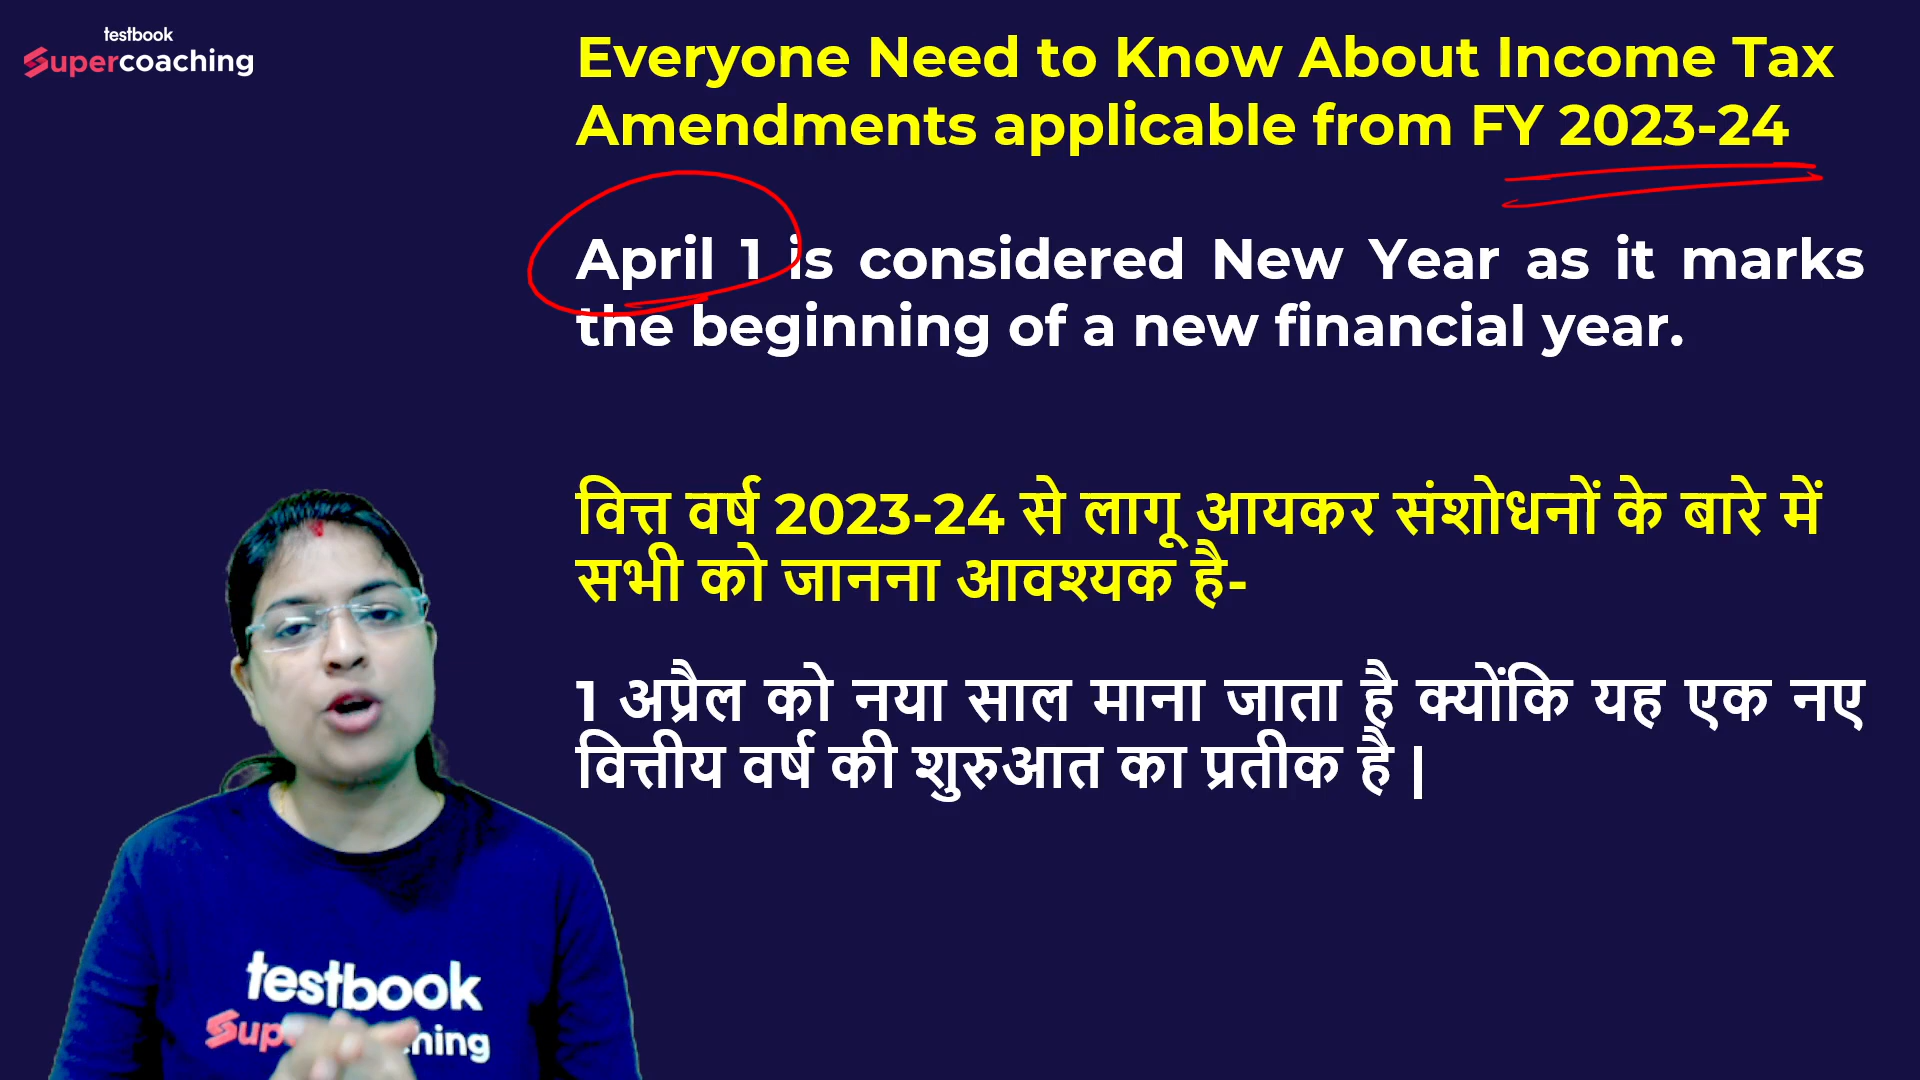 testbook
Supercoaching
Everyone Need to Know About Income Tax
Amendments applicable from FY 2023-24
April 1 is considered New Year as it marks
the beginning of a new financial year.
वित्त वर्ष 2023-24 से लागू आयकर संशोधनों के बारे में
सभी को जानना आवश्यक है-
1 अप्रैल को नया साल माना जाता है क्योंकि यह एक नए
वित्तीय वर्ष की शुरुआत का प्रतीक है |
testbook
Sup hing